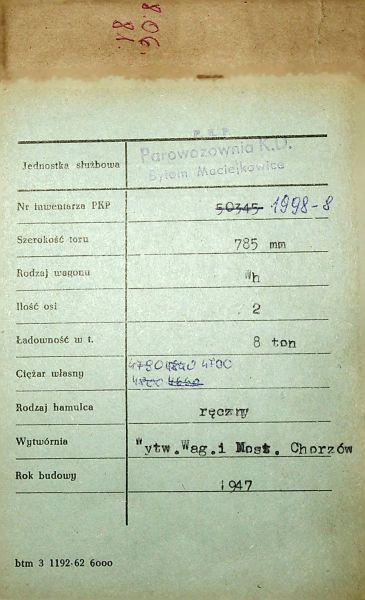 P.K.P.
Jednostka służbowa Parowozownia K.D.
Bytom Maciejkowice
Nr inwentarza PKP 50345 1998-8
Szerokość toru 785 mm
Rodzaj wagonu Wh
Ilość osi 2
Ładowność w t. 8 ton
Ciężar własny 4780 4700
Rodzaj hamulca ręczny
Wytwórnia Wytw.Wag.i Most. Chorzów
Rok budowy 1947
btm 3 1192-62 6000